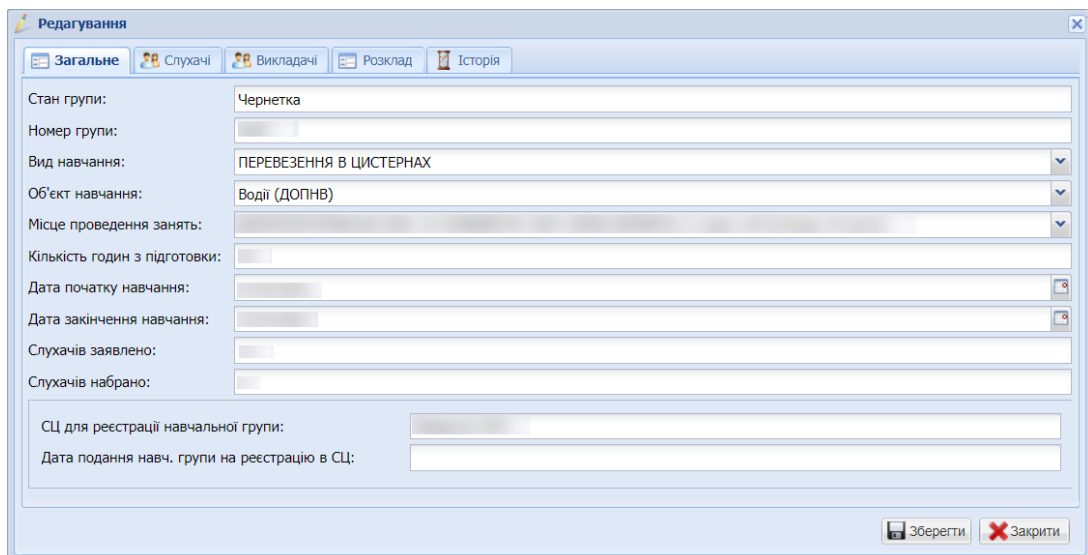 Редагування
Загальне Слухачі Викладачі Розклад Історія
Стан групи: Чернетка
Номер групи:
Вид навчання: ПЕРЕВЕЗЕННЯ В ЦИСТЕРНАХ
Об'єкт навчання: Водії (ДОПНВ)
Місце проведення занять:
Кількість годин з підготовки:
Дата початку навчання:
Дата закінчення навчання:
Слухачів заявлено:
Слухачів набрано:
СЦ для реєстрації навчальної групи:
Дата подання навч. групи на реєстрацію в СЦ:
Зберегти Закрити